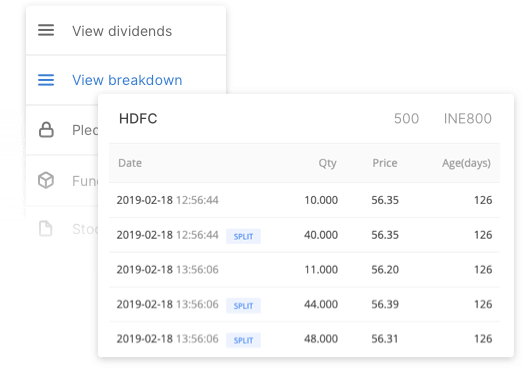 View dividends
View breakdown
HDFC 500 INE800
Date Qty Price Age(days)
2019-02-18 12:56:44 10.000 56.35 126
2019-02-18 12:56:44 SPLIT 40.000 56.35 126
2019-02-18 13:56:06 11.000 56.20 126
2019-02-18 13:56:06 SPLIT 44.000 56.39 126
2019-02-18 13:56:06 SPLIT 48.000 56.31 126